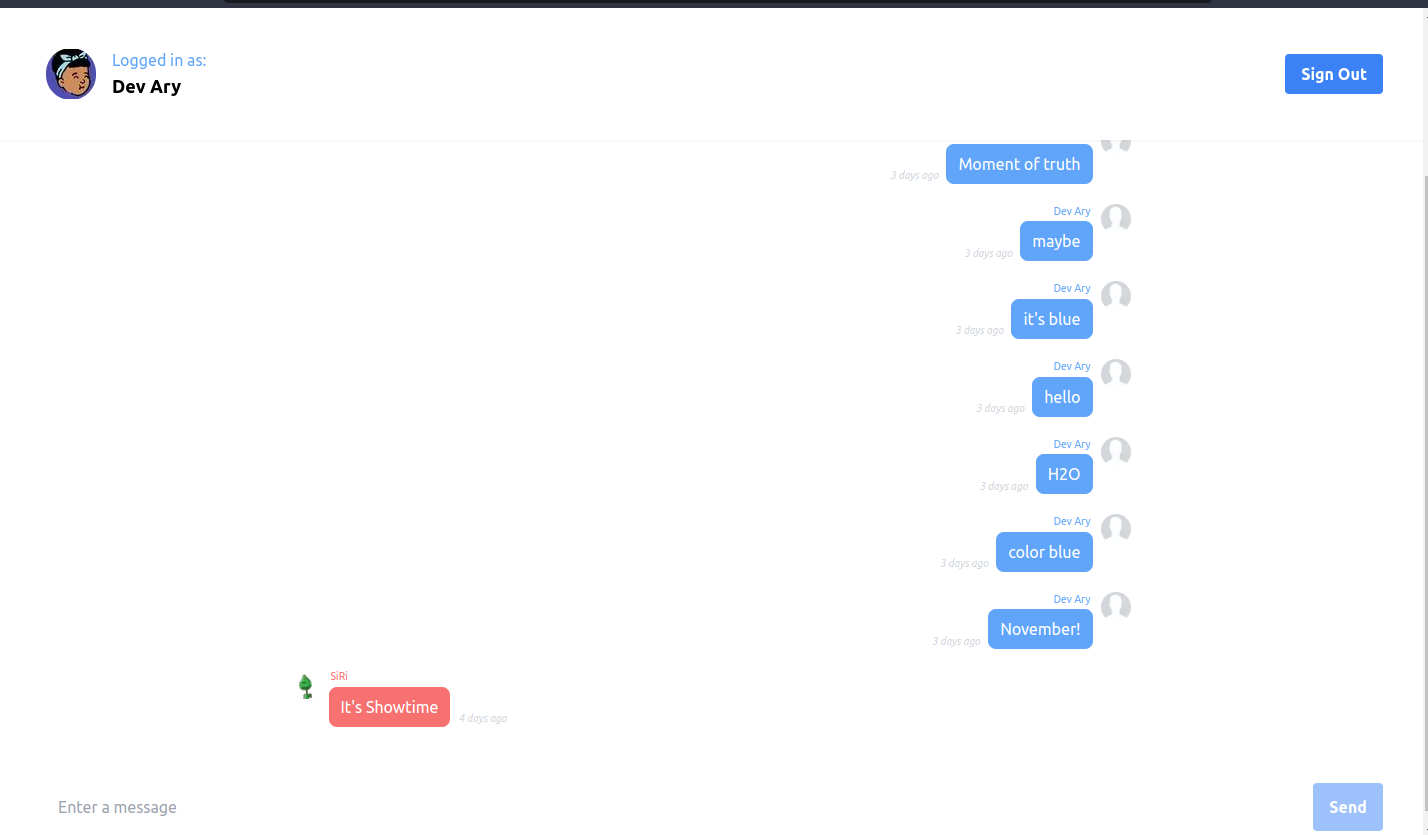 Logged in as:
Dev Ary
Sign Out
Moment of truth
3 days ago
Dev Ary
maybe
3 days ago
Dev Ary
it's blue
3 days ago
Dev Ary
hello
3 days ago
Dev Ary
H2O
3 days ago
Dev Ary
color blue
3 days ago
Dev Ary
November!
3 days ago
SiRi
It's Showtime
4 days ago
Enter a message
Send